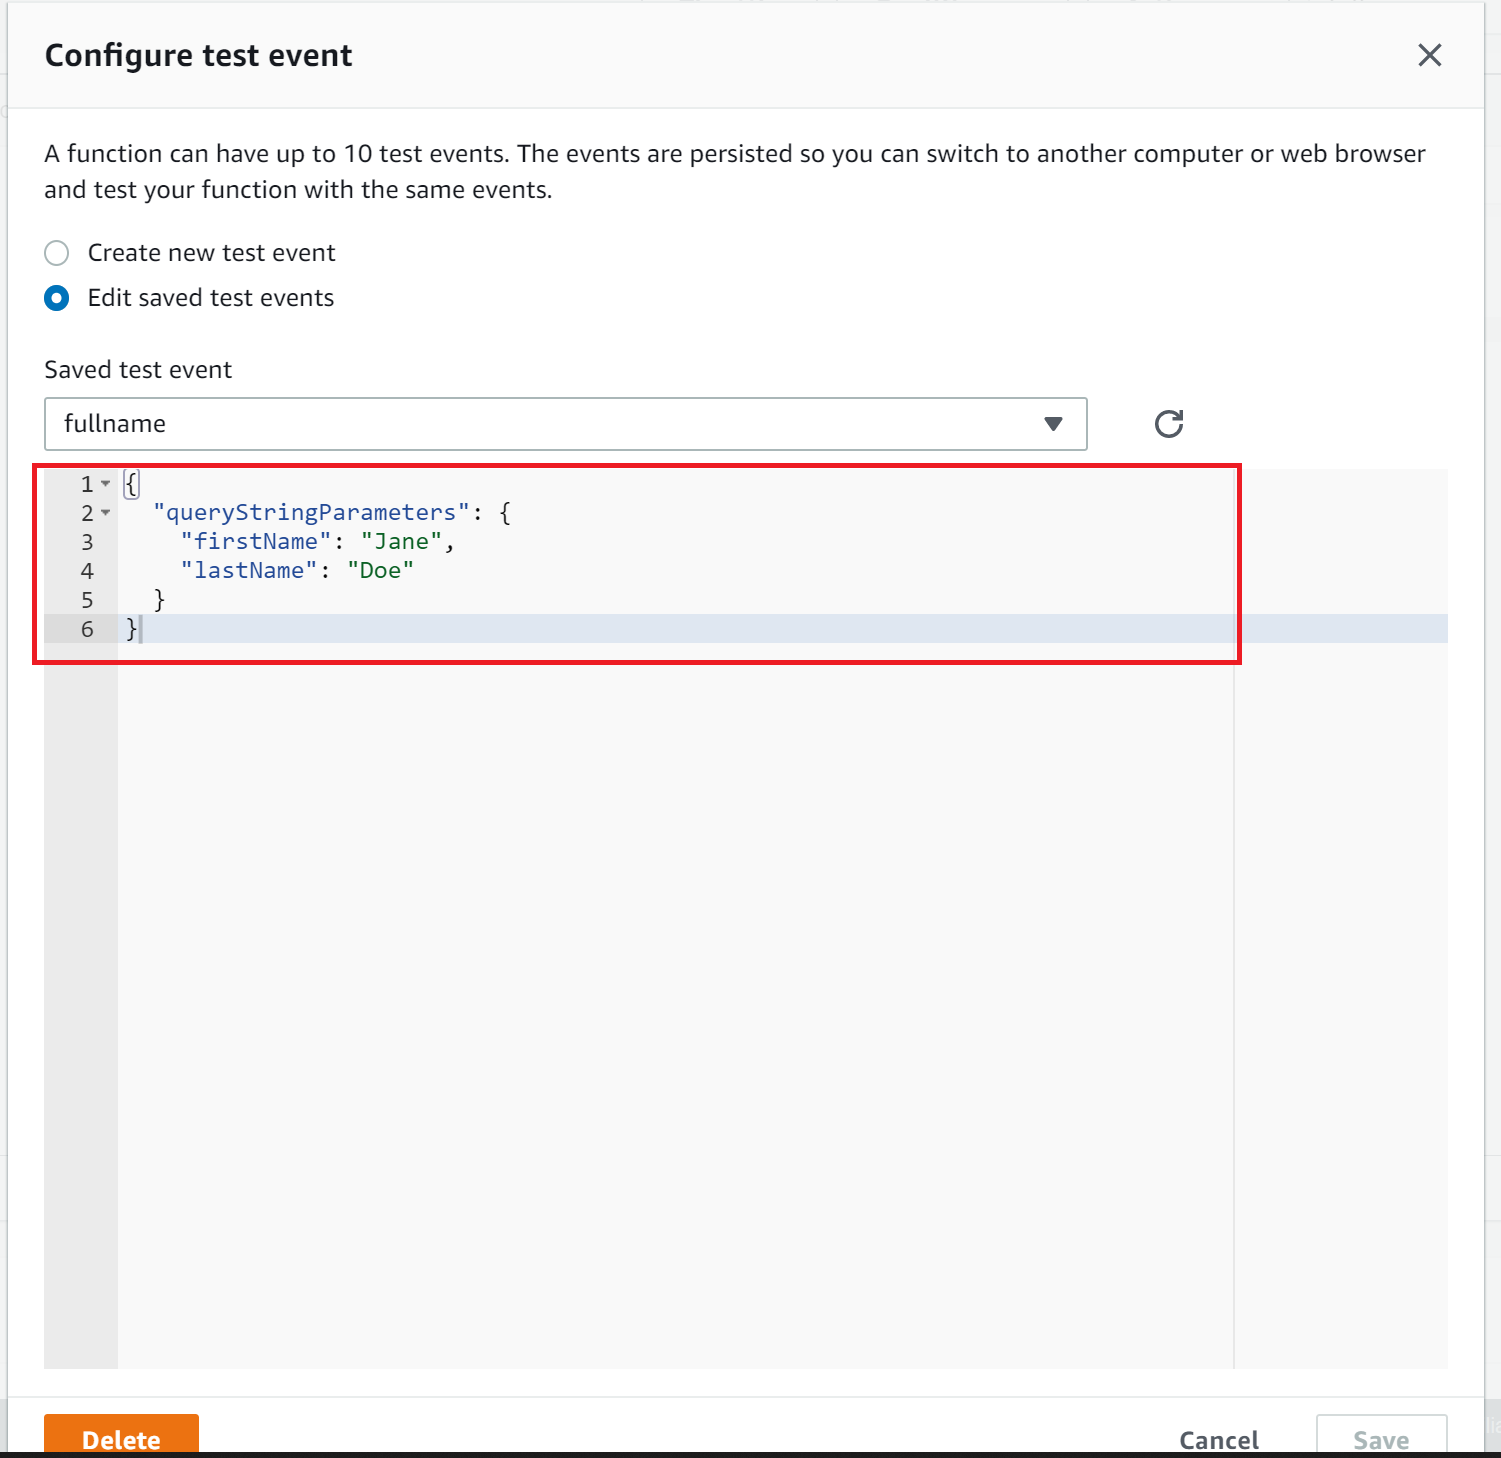 Configure test event
A function can have up to 10 test events. The events are persisted so you can switch to another computer or web browser
and test your function with the same events.
Create new test event
Edit saved test events
Saved test event
fullname
1 {
2 "queryStringParameters": {
3 "firstName": "Jane",
4 "lastName": "Doe"
5 }
6 }
Delete Cancel Save